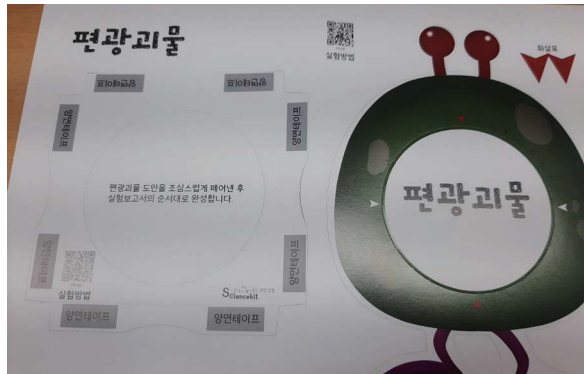 편광괴물
실험방법
화살표
양면테이프
양면테이프
양면테이프
양면테이프
편광괴물 도안을 조심스럽게 떼어낸 후
실험보고서의 순서대로 완성합니다.
편광괴물
양면테이프
양면테이프
실험방법
Sciencekit
양면테이프
양면테이프